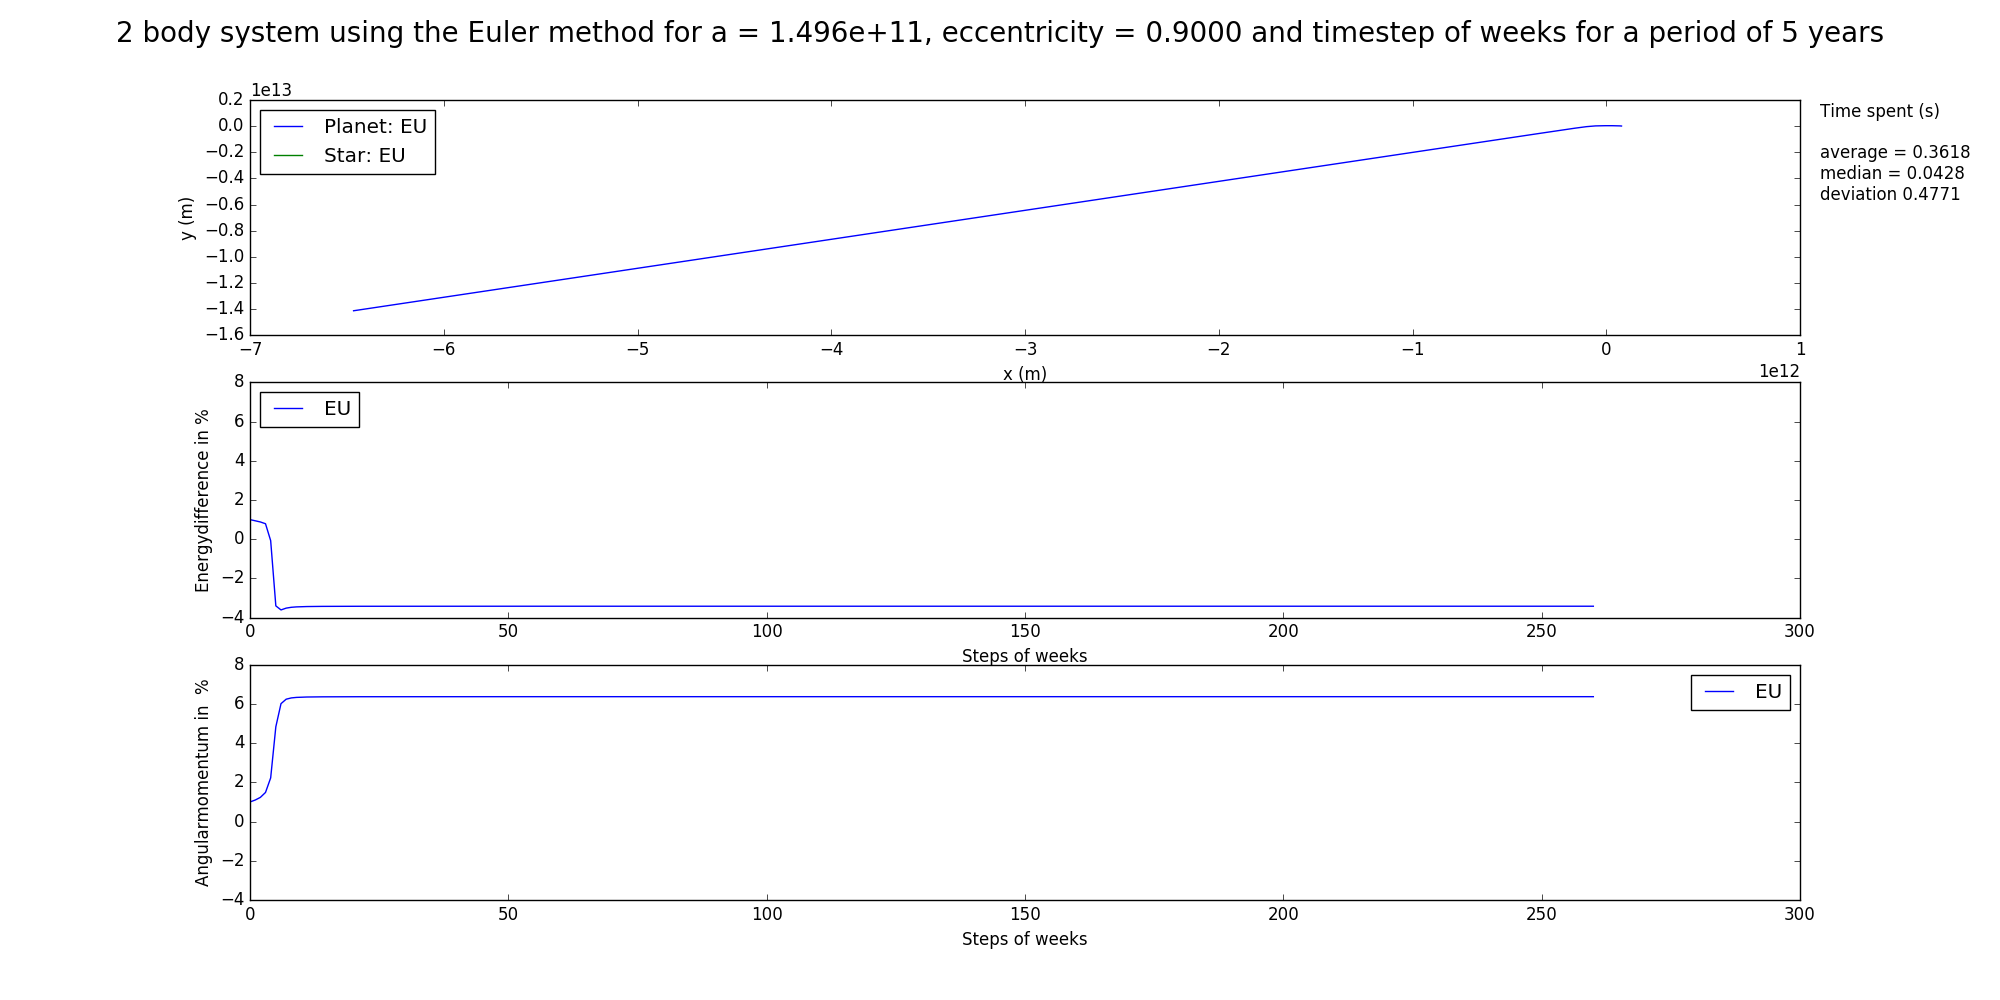 2 body system using the Euler method for a = 1.496e+11, eccentricity = 0.9000 and timestep of weeks for a period of 5 years
1e13
0.2
0.0
−0.2
−0.4
−0.6
−0.8
−1.0
−1.2
−1.4
−1.6
y (m)
Planet: EU
Star: EU
Time spent (s)
average = 0.3618
median = 0.0428
deviation 0.4771
−7 −6 −5 −4 −3 −2 −1 0 1
x (m)
1e12
8
6
4
2
0
−2
−4
Energydifference in %
EU
0 50 100 150 200 250 300
Steps of weeks
8
6
4
2
0
−2
−4
Angularmomentum in %
EU
0 50 100 150 200 250 300
Steps of weeks